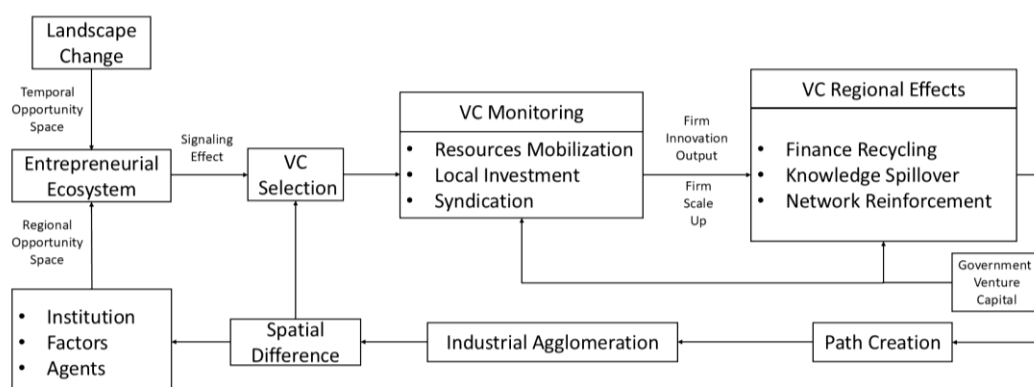 Landscape
Change
Temporal
Opportunity
Space
Entrepreneurial
Ecosystem
Signaling
Effect
VC
Selection
VC Monitoring
• Resources Mobilization
• Local Investment
• Syndication
Firm
Innovation
Output
Firm
Scale
Up
VC Regional Effects
• Finance Recycling
• Knowledge Spillover
• Network Reinforcement
Regional
Opportunity
Space
Government
Venture
Capital
• Institution
• Factors
• Agents
Spatial
Difference
Industrial Agglomeration
Path Creation